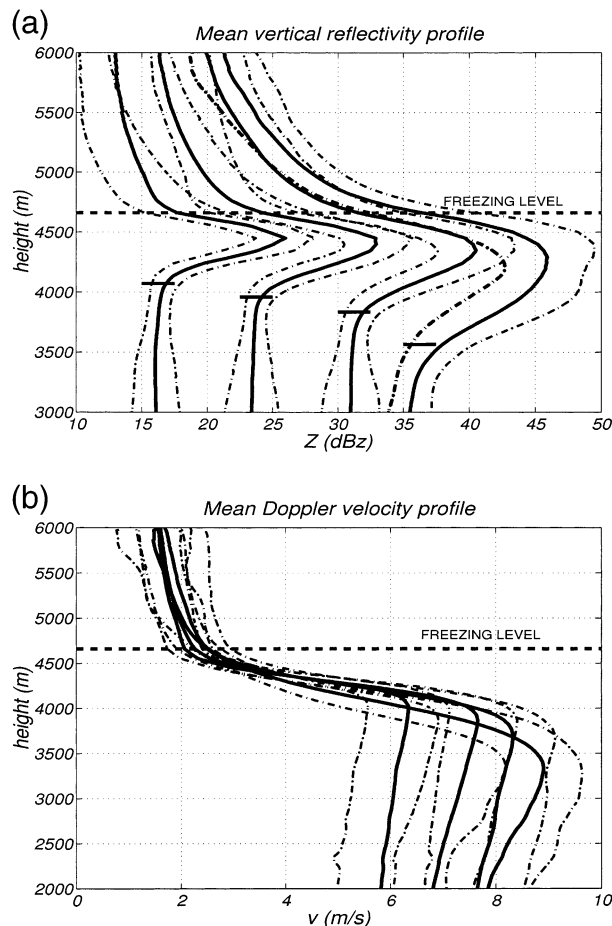 (a)
Mean vertical reflectivity profile
6000
5500
5000
4500
4000
3500
3000
height (m)
FREEZING LEVEL
10 15 20 25 30 35 40 45 50
Z (dBz)
(b)
Mean Doppler velocity profile
6000
5500
5000
4500
4000
3500
3000
2500
2000
height (m)
FREEZING LEVEL
0 2 4 6 8 10
v (m/s)